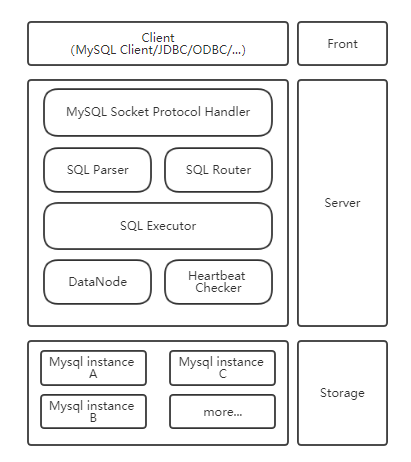 Client
(MySQL Client/JDBC/ODBC/...)
Front
MySQL Socket Protocol Handler
SQL Parser
SQL Router
SQL Executor
DataNode
Heartbeat
Checker
Server
Mysql instance
A
Mysql instance
C
Mysql instance
B
more...
Storage